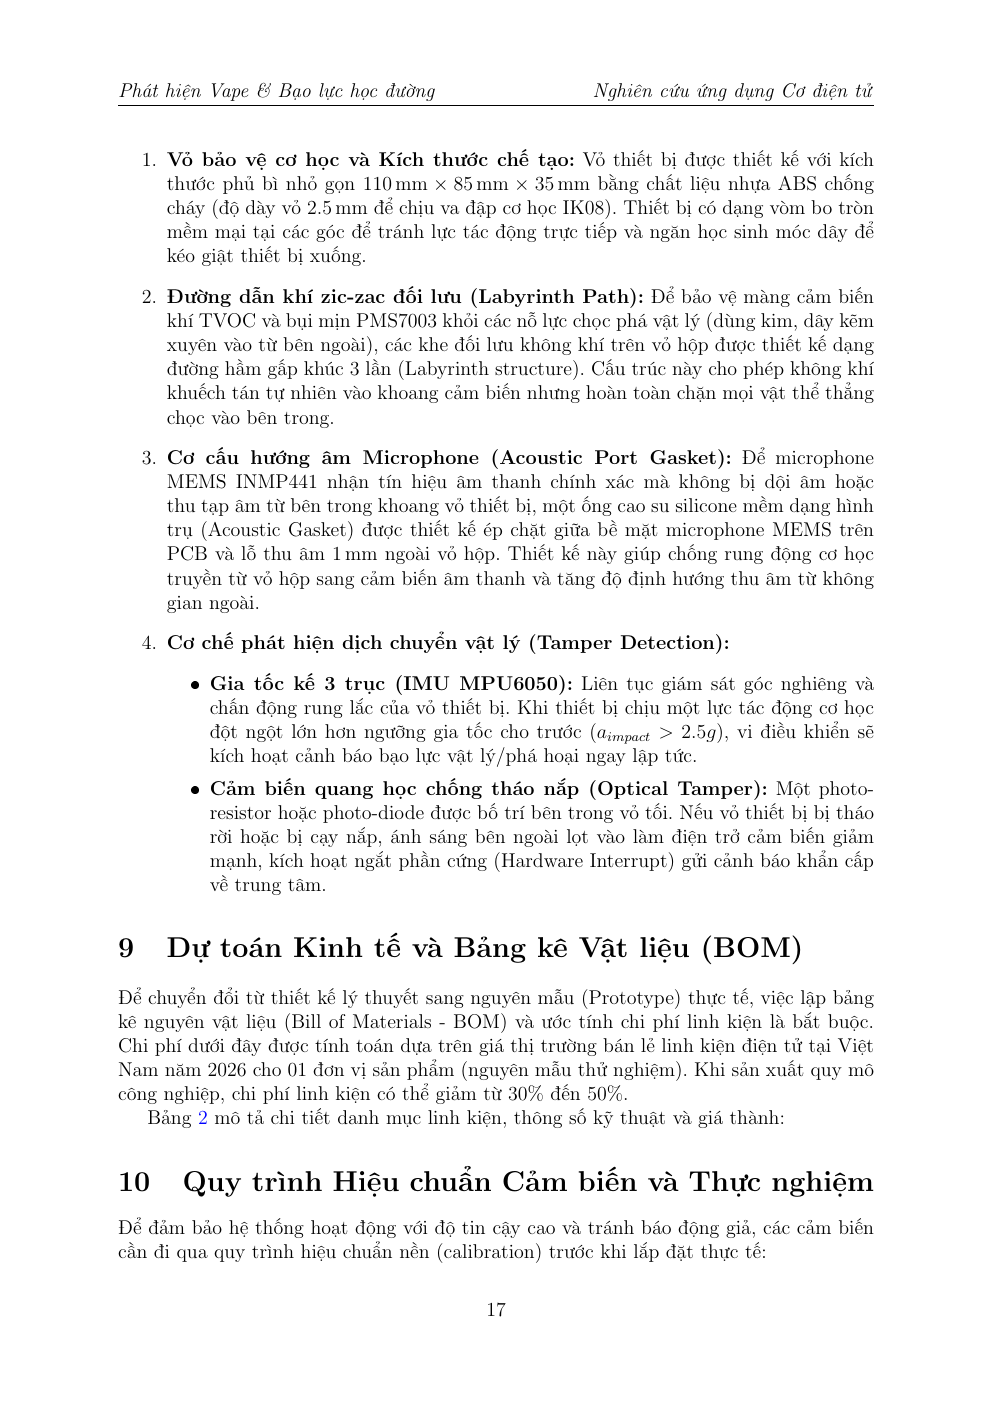 Phát hiện Vape & Bạo lực học đường Nghiên cứu ứng dụng Cơ điện tử
1. Vỏ bảo vệ cơ học và Kích thước chế tạo: Vỏ thiết bị được thiết kế với kích
thước phủ bì nhỏ gọn 110 mm × 85 mm × 35 mm bằng chất liệu nhựa ABS chống
cháy (độ dày vỏ 2.5 mm để chịu va đập cơ học IK08). Thiết bị có dạng vòm bo tròn
mềm mại tại các góc để tránh lực tác động trực tiếp và ngăn học sinh móc dây để
kéo giật thiết bị xuống.
2. Đường dẫn khí zic-zac đối lưu (Labyrinth Path): Để bảo vệ màng cảm biến
khí TVOC và bụi mịn PMS7003 khỏi các nỗ lực chọc phá vật lý (dùng kim, dây kẽm
xuyên vào từ bên ngoài), các khe đối lưu không khí trên vỏ hộp được thiết kế dạng
đường hầm gấp khúc 3 lần (Labyrinth structure). Cấu trúc này cho phép không khí
khuếch tán tự nhiên vào khoang cảm biến nhưng hoàn toàn chặn mọi vật thể thẳng
chọc vào bên trong.
3. Cơ cấu hướng âm Microphone (Acoustic Port Gasket): Để microphone
MEMS INMP441 nhận tín hiệu âm thanh chính xác mà không bị dội âm hoặc
thu tạp âm từ bên trong khoang vỏ thiết bị, một ống cao su silicone mềm dạng hình
trụ (Acoustic Gasket) được thiết kế ép chặt giữa bề mặt microphone MEMS trên
PCB và lỗ thu âm 1 mm ngoài vỏ hộp. Thiết kế này giúp chống rung động cơ học
truyền từ vỏ hộp sang cảm biến âm thanh và tăng độ định hướng thu âm từ không
gian ngoài.
4. Cơ chế phát hiện dịch chuyển vật lý (Tamper Detection):
• Gia tốc kế 3 trục (IMU MPU6050): Liên tục giám sát góc nghiêng và
chấn động rung lắc của vỏ thiết bị. Khi thiết bị chịu một lực tác động cơ học
đột ngột lớn hơn ngưỡng gia tốc cho trước (a_impact > 2.5g), vi điều khiển sẽ
kích hoạt cảnh báo bạo lực vật lý/phá hoại ngay lập tức.
• Cảm biến quang học chống tháo nắp (Optical Tamper): Một photo-
resistor hoặc photo-diode được bố trí bên trong vỏ tối. Nếu vỏ thiết bị bị tháo
rời hoặc bị cạy nắp, ánh sáng bên ngoài lọt vào làm điện trở cảm biến giảm
mạnh, kích hoạt ngắt phần cứng (Hardware Interrupt) gửi cảnh báo khẩn cấp
về trung tâm.
9 Dự toán Kinh tế và Bảng kê Vật liệu (BOM)
Để chuyển đổi từ thiết kế lý thuyết sang nguyên mẫu (Prototype) thực tế, việc lập bảng
kê nguyên vật liệu (Bill of Materials - BOM) và ước tính chi phí linh kiện là bắt buộc.
Chi phí dưới đây được tính toán dựa trên giá thị trường bán lẻ linh kiện điện tử tại Việt
Nam năm 2026 cho 01 đơn vị sản phẩm (nguyên mẫu thử nghiệm). Khi sản xuất quy mô
công nghiệp, chi phí linh kiện có thể giảm từ 30% đến 50%.
Bảng 2 mô tả chi tiết danh mục linh kiện, thông số kỹ thuật và giá thành:
10 Quy trình Hiệu chuẩn Cảm biến và Thực nghiệm
Để đảm bảo hệ thống hoạt động với độ tin cậy cao và tránh báo động giả, các cảm biến
cần đi qua quy trình hiệu chuẩn nền (calibration) trước khi lắp đặt thực tế:
17